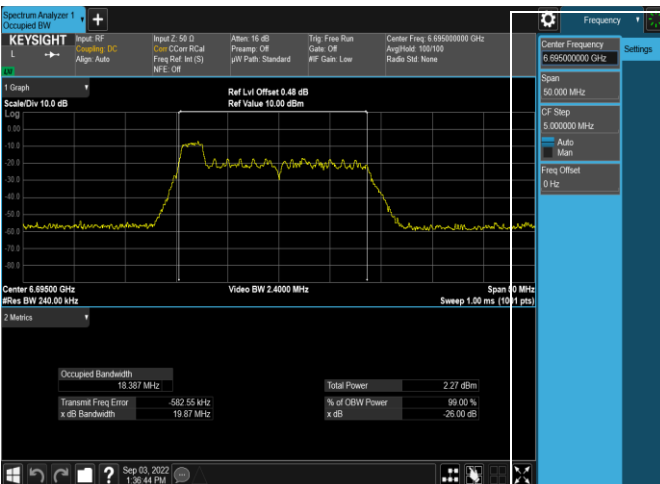 Spectrum Analyzer 1
Occupied BW
KEYSIGHT
L
Input: RF
Coupling: DC
Align: Auto
Input Z: 50 Ω
Corr CCorr RCal
Freq Ref: Int (S)
NFE: Off
Atten: 16 dB
Preamp: Off
µW Path: Standard
Trig: Free Run
Gate: Off
#IF Gain: Low
Center Freq: 6.695000000 GHz
Avg|Hold: 100/100
Radio Std: None
1 Graph
Scale/Div 10.0 dB
Ref Lvl Offset 0.48 dB
Ref Value 10.00 dBm
Log
0.00
-10.0
-20.0
-30.0
-40.0
-50.0
-60.0
-70.0
-80.0
Center 6.69500 GHz
#Res BW 240.00 kHz
Video BW 2.4000 MHz
Span 50 MHz
Sweep 1.00 ms (1001 pts)
2 Metrics
Occupied Bandwidth
18.387 MHz
Transmit Freq Error -582.55 kHz
x dB Bandwidth 19.87 MHz
Total Power 2.27 dBm
% of OBW Power 99.00 %
x dB -26.00 dB
Sep 03, 2022
1:36:44 PM
Frequency
Settings
Center Frequency
6.695000000 GHz
Span
50.000 MHz
CF Step
5.000000 MHz
Auto
Man
Freq Offset
0 Hz